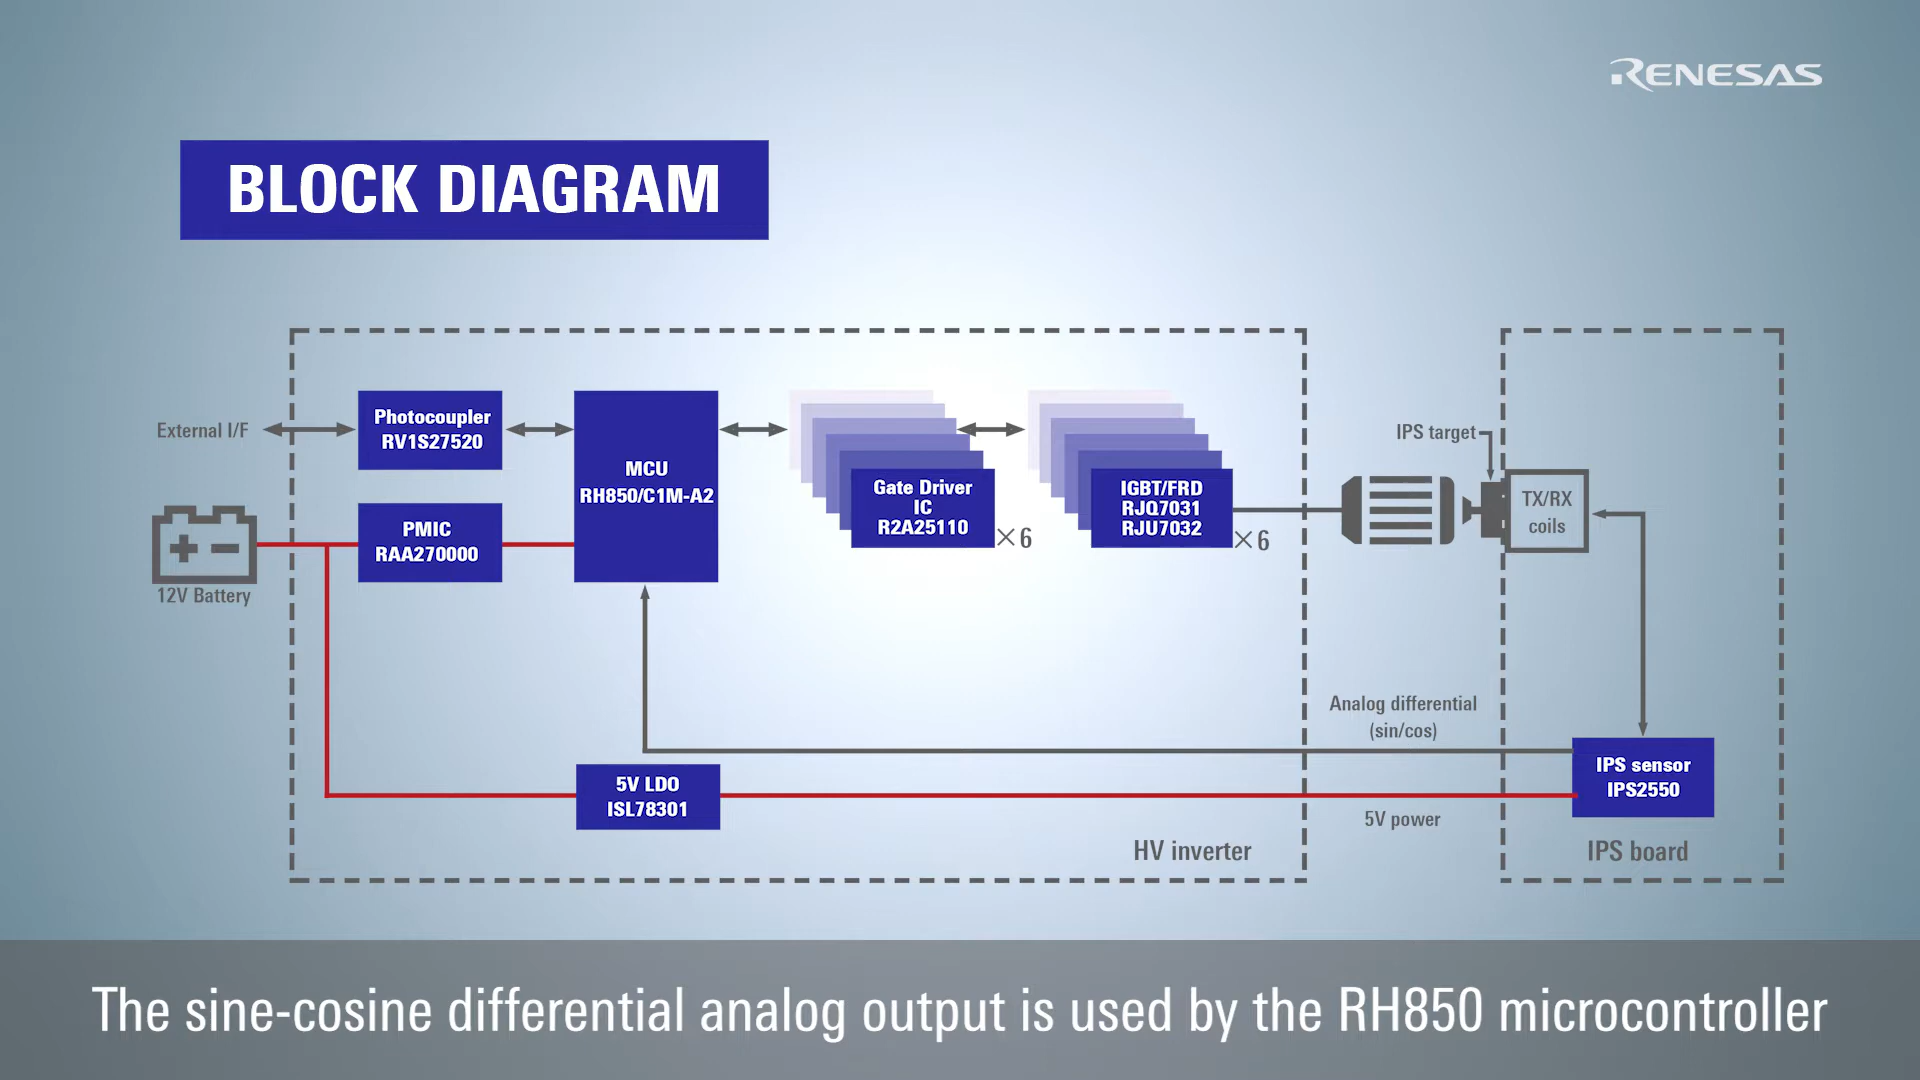 RENESAS
BLOCK DIAGRAM
External I/F
Photocoupler
RV1S27520
MCU
RH850/C1M-A2
PMIC
RAA270000
12V Battery
Gate Driver
IC
R2A25110
×6
IGBT/FRD
RJQ7031
RJU7032
×6
IPS target
TX/RX
coils
Analog differential
(sin/cos)
5V LDO
ISL78301
5V power
IPS sensor
IPS2550
HV inverter
IPS board
The sine-cosine differential analog output is used by the RH850 microcontroller